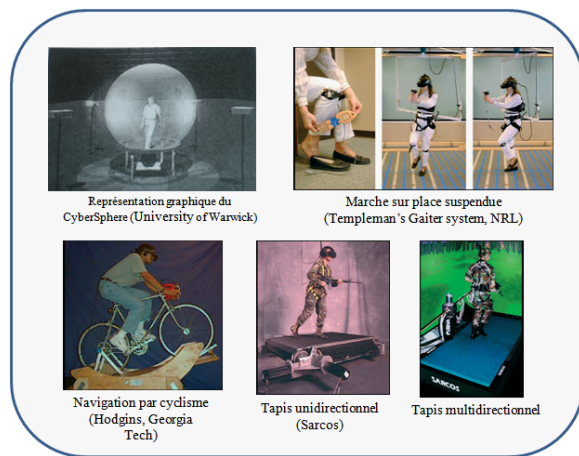 Représentation graphique du
CyberSphere (University of Warwick)
Marche sur place suspendue
(Templeman's Gaiter system, NRL)
SARCOS
Navigation par cyclisme
(Hodgins, Georgia
Tech)
Tapis unidirectionnel
(Sarcos)
Tapis multidirectionnel